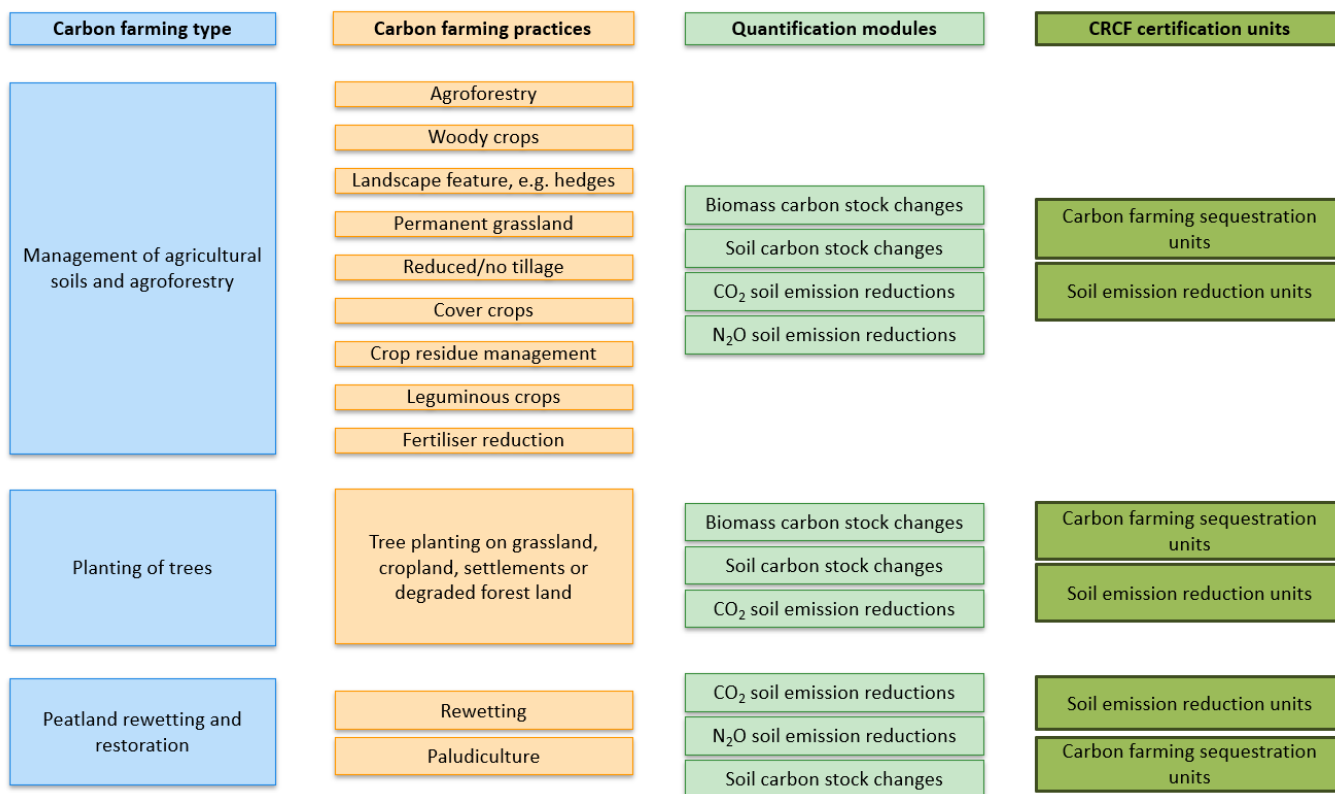 Carbon farming type
Carbon farming practices
Quantification modules
CRCF certification units
Management of agricultural
soils and agroforestry
Agroforestry
Woody crops
Landscape feature, e.g. hedges
Permanent grassland
Reduced/no tillage
Cover crops
Crop residue management
Leguminous crops
Fertiliser reduction
Biomass carbon stock changes
Soil carbon stock changes
CO₂ soil emission reductions
N₂O soil emission reductions
Carbon farming sequestration
units
Soil emission reduction units
Planting of trees
Tree planting on grassland,
cropland, settlements or
degraded forest land
Biomass carbon stock changes
Soil carbon stock changes
CO₂ soil emission reductions
Carbon farming sequestration
units
Soil emission reduction units
Peatland rewetting and
restoration
Rewetting
Paludiculture
CO₂ soil emission reductions
N₂O soil emission reductions
Soil carbon stock changes
Soil emission reduction units
Carbon farming sequestration
units